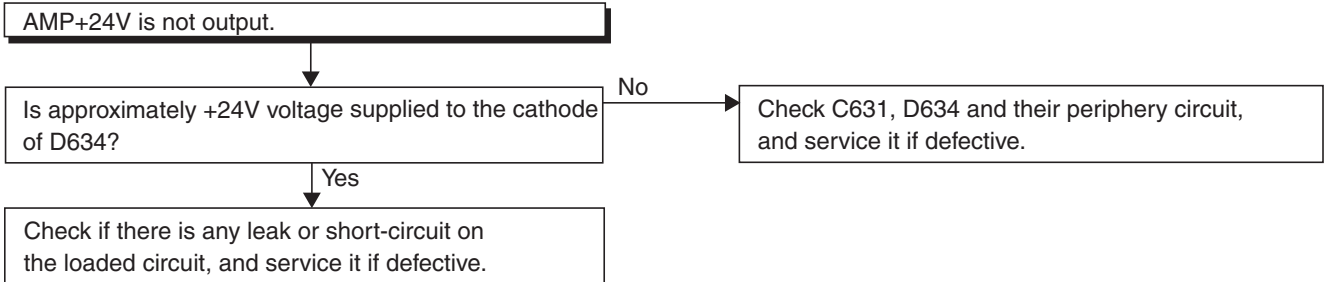 AMP+24V is not output.
Is approximately +24V voltage supplied to the cathode
of D634?
No
Check C631, D634 and their periphery circuit,
and service it if defective.
Yes
Check if there is any leak or short-circuit on
the loaded circuit, and service it if defective.